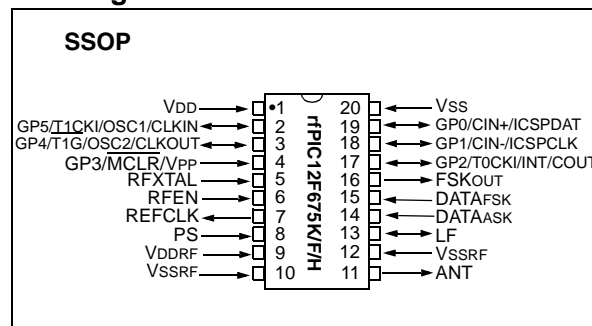 SSOP
VDD 1 20 VSS
GP5/T1CKI/OSC1/CLKIN 2 19 GP0/CIN+/ICSPDAT
GP4/T1G/OSC2/CLKOUT 3 18 GP1/CIN-/ICSPCLK
GP3/MCLR/VPP 4 17 GP2/T0CKI/INT/COUT
RFXTAL 5 16 FSKOUT
RFEN 6 15 DATAFSK
REFCLK 7 14 DATAASK
PS 8 13 LF
VDDRF 9 12 VSSRF
VSSRF 10 11 ANT
rfPIC12F675K/F/H